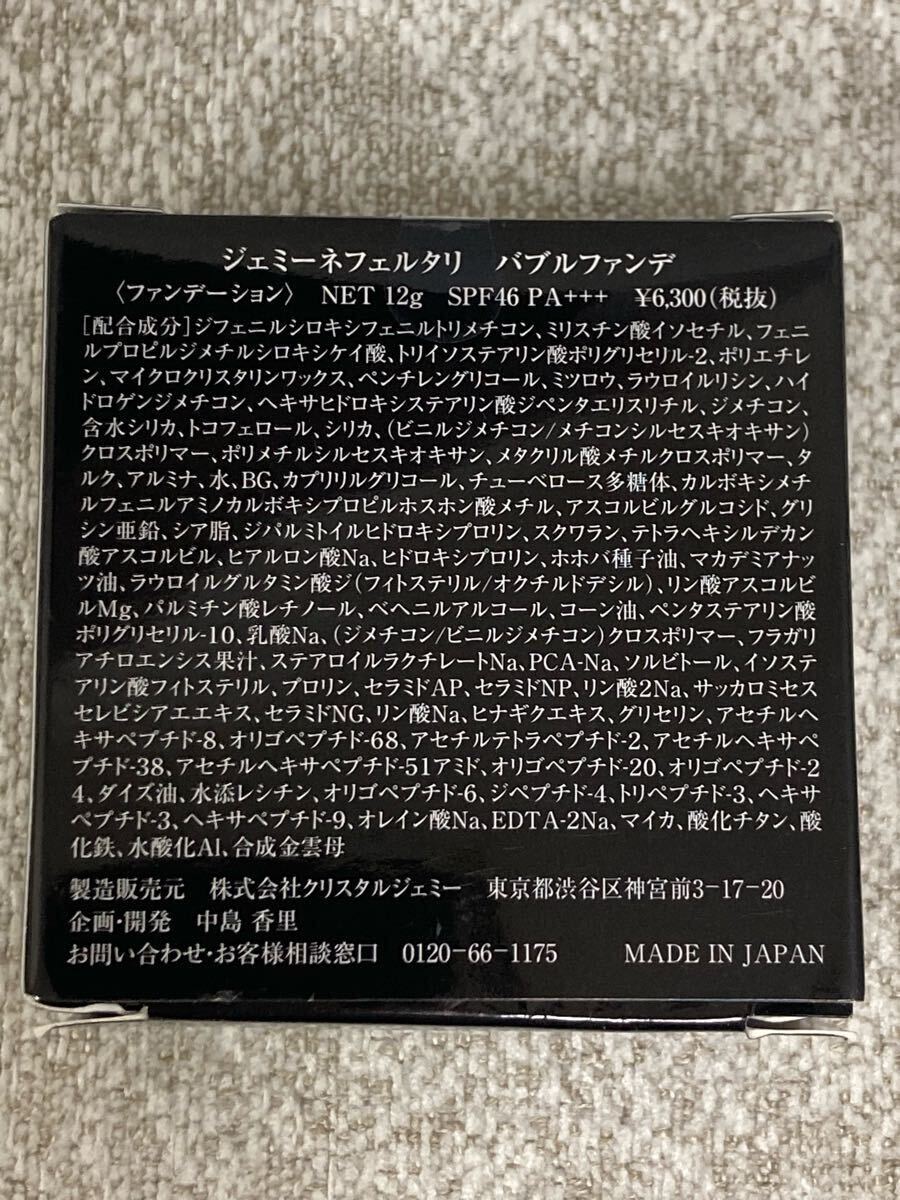 ジェミーネフェルタリ　バブルファンデ
〈ファンデーション〉　NET 12g　SPF46 PA+++　¥6,300（税抜）
［配合成分］ジフェニルシロキシフェニルトリメチコン、ミリスチン酸イソセチル、フェニ
ルプロピルジメチルシロキシケイ酸、トリイソステアリン酸ポリグリセリル-2、ポリエチレ
ン、マイクロクリスタリンワックス、ペンチレングリコール、ミツロウ、ラウロイルリシン、ハイ
ドロゲンジメチコン、ヘキサヒドロキシステアリン酸ジペンタエリスリチル、ジメチコン、
含水シリカ、トコフェロール、シリカ、（ビニルジメチコン/メチコンシルセスキオキサン）
クロスポリマー、ポリメチルシルセスキオキサン、メタクリル酸メチルクロスポリマー、タ
ルク、アルミナ、水、BG、カプリリルグリコール、チューベロース多糖体、カルボキシメチ
ルフェニルアミノカルボキシプロピルホスホン酸メチル、アスコルビルグルコシド、グリ
シン亜鉛、シア脂、ジパルミトイルヒドロキシプロリン、スクワラン、テトラヘキシルデカン
酸アスコルビル、ヒアルロン酸Na、ヒドロキシプロリン、ホホバ種子油、マカデミアナッ
ツ油、ラウロイルグルタミン酸ジ（フィトステリル/オクチルドデシル）、リン酸アスコルビ
ルMg、パルミチン酸レチノール、ベヘニルアルコール、コーン油、ペンタステアリン酸
ポリグリセリル-10、乳酸Na、（ジメチコン/ビニルジメチコン）クロスポリマー、フラガリ
アチロエンシス果汁、ステアロイルラクチレートNa、PCA-Na、ソルビトール、イソステ
アリン酸フィトステリル、プロリン、セラミドAP、セラミドNP、リン酸2Na、サッカロミセス
セレビシアエエキス、セラミドNG、リン酸Na、ヒナギクエキス、グリセリン、アセチルヘ
キサペプチド-8、オリゴペプチド-68、アセチルテトラペプチド-2、アセチルヘキサペ
プチド-38、アセチルヘキサペプチド-51アミド、オリゴペプチド-20、オリゴペプチド-2
4、ダイズ油、水添レシチン、オリゴペプチド-6、ジペプチド-4、トリペプチド-3、ヘキサ
ペプチド-3、ヘキサペプチド-9、オレイン酸Na、EDTA-2Na、マイカ、酸化チタン、酸
化鉄、水酸化Al、合成金雲母
製造販売元　株式会社クリスタルジェミー　東京都渋谷区神宮前3-17-20
企画・開発　中島 香里
お問い合わせ・お客様相談窓口　0120-66-1175　MADE IN JAPAN